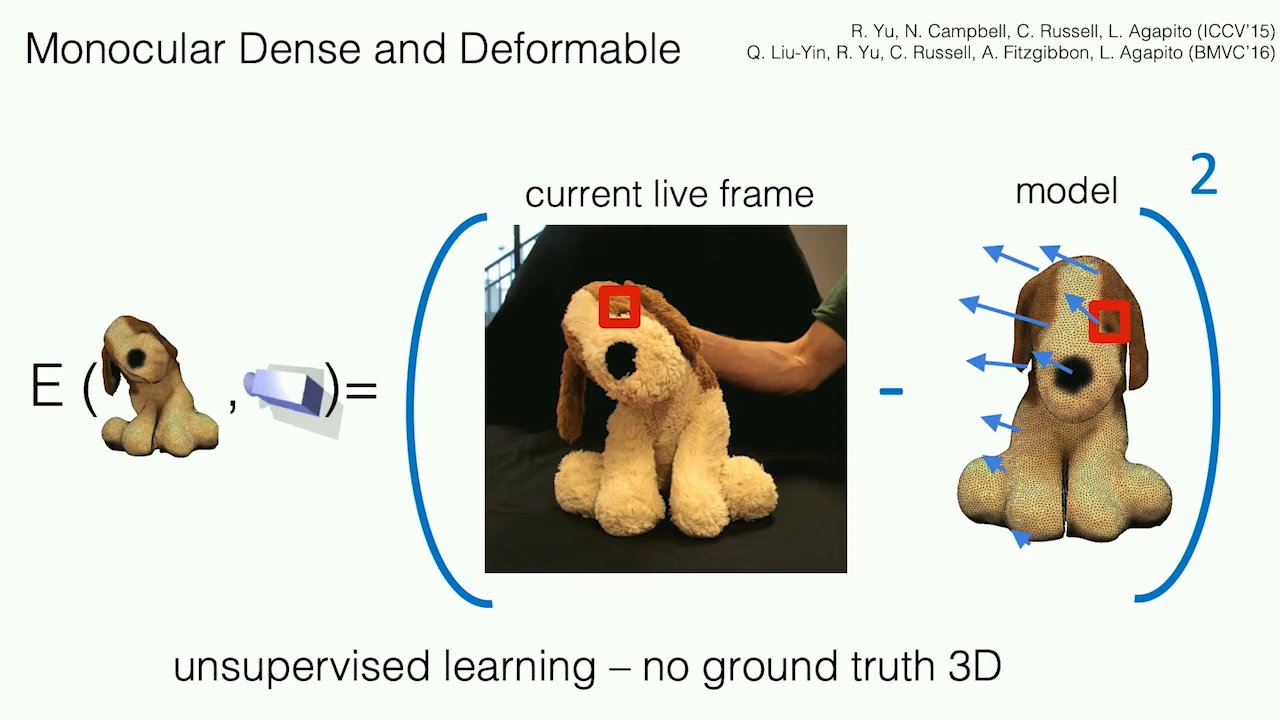 Monocular Dense and Deformable
R. Yu, N. Campbell, C. Russell, L. Agapito (ICCV'15)
Q. Liu-Yin, R. Yu, C. Russell, A. Fitzgibbon, L. Agapito (BMVC'16)
current live frame
model
2
E ( , )= ( - )
unsupervised learning – no ground truth 3D